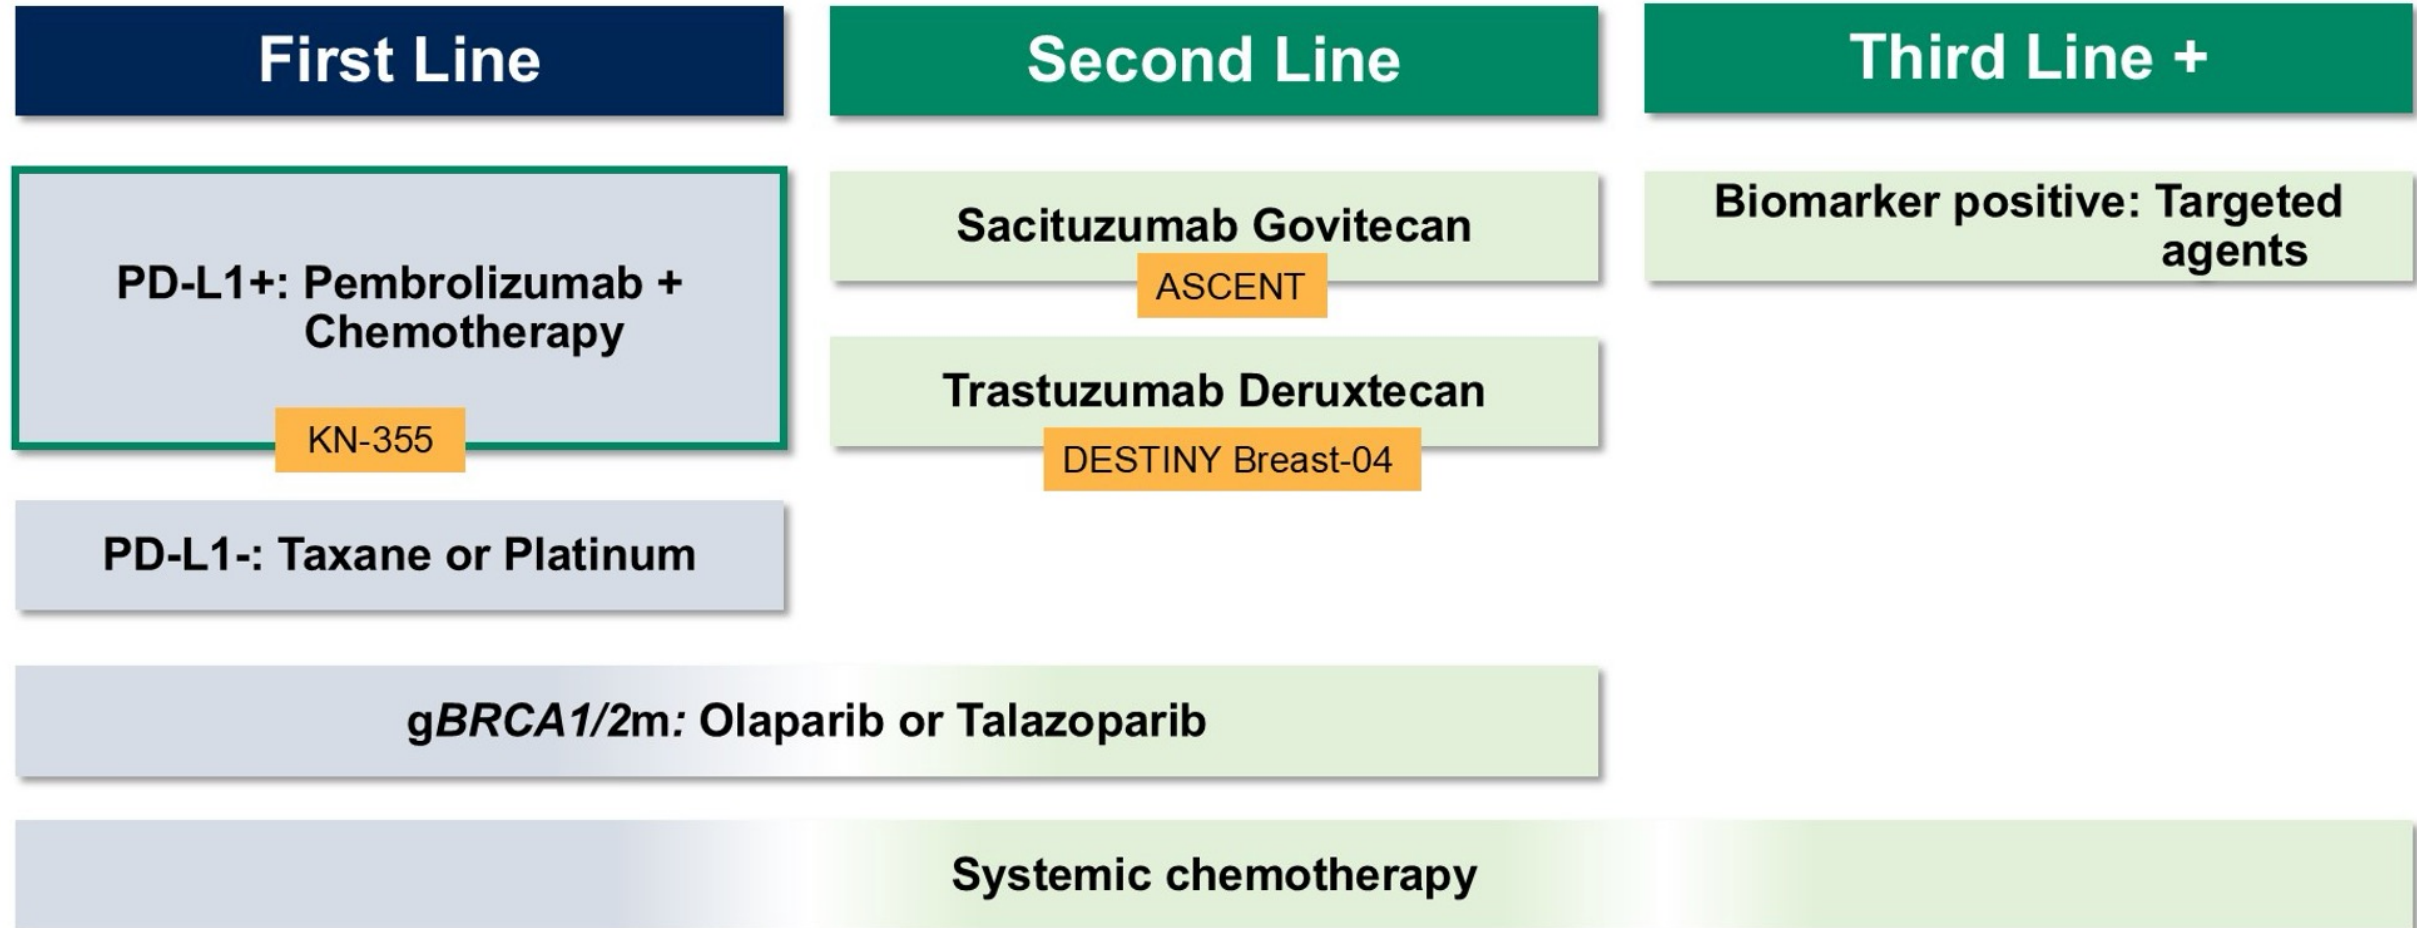 First Line
Second Line
Third Line +
PD-L1+: Pembrolizumab +
Chemotherapy
KN-355
PD-L1-: Taxane or Platinum
Sacituzumab Govitecan
ASCENT
Trastuzumab Deruxtecan
DESTINY Breast-04
Biomarker positive: Targeted
agents
gBRCA1/2m: Olaparib or Talazoparib
Systemic chemotherapy